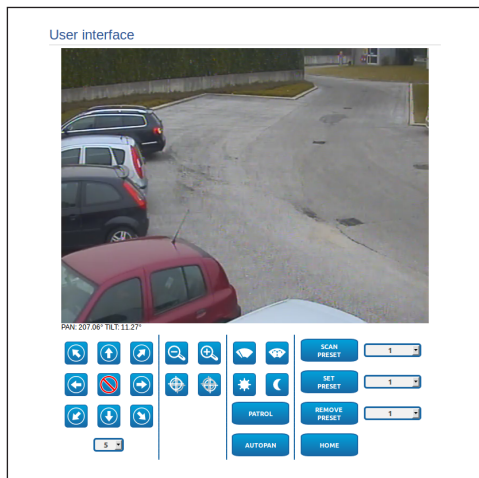 User interface
PAN: 207.06° TILT: 11.27°
SCAN PRESET
1
SET PRESET
1
PATROL
REMOVE PRESET
1
5
AUTOPAN
HOME